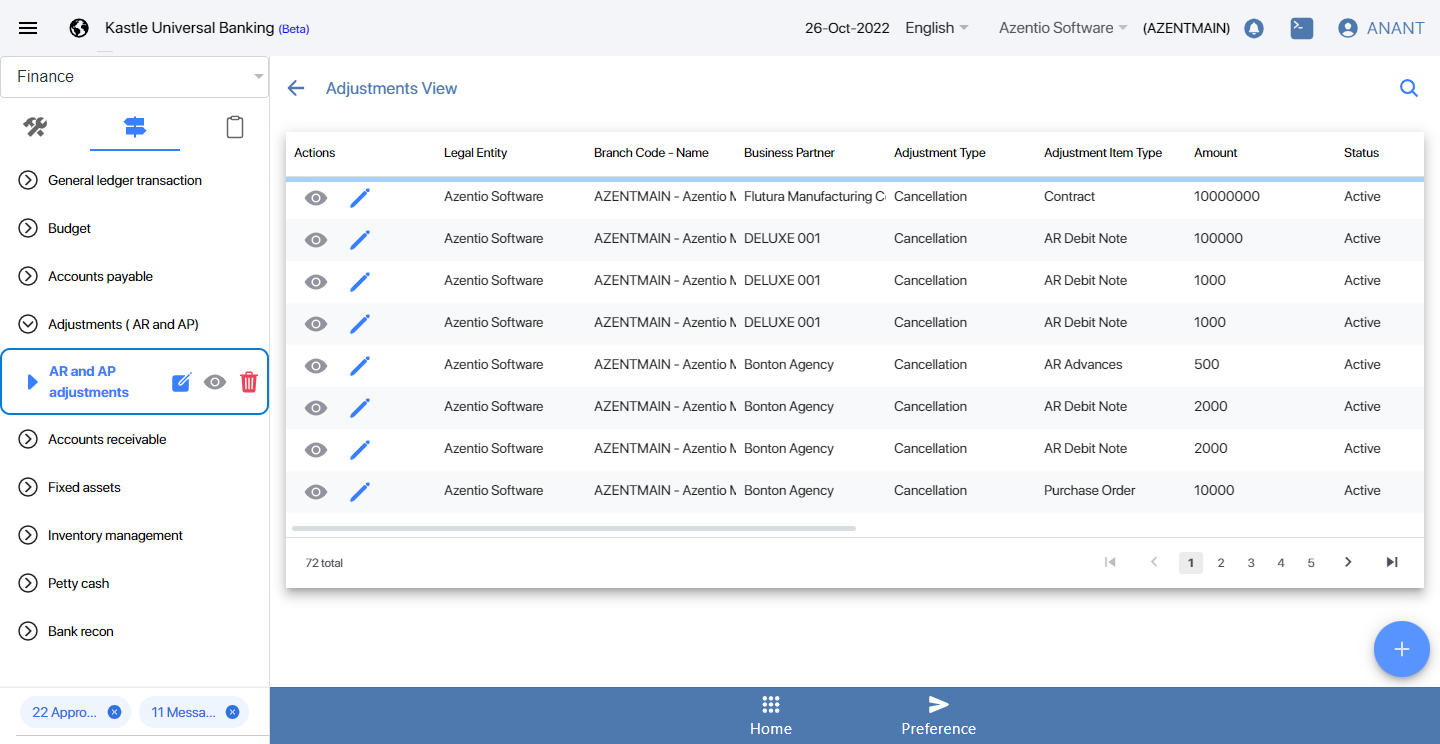 Kastle Universal Banking (Beta)
26-Oct-2022 English Azentio Software (AZENTMAIN) ANANT
Finance
General ledger transaction
Budget
Accounts payable
Adjustments ( AR and AP)
AR and AP
adjustments
Accounts receivable
Fixed assets
Inventory management
Petty cash
Bank recon
22 Appro...
11 Messa...
Adjustments View
Actions Legal Entity Branch Code - Name Business Partner Adjustment Type Adjustment Item Type Amount Status
Azentio Software AZENTMAIN - Azentio M Flutura Manufacturing Co Cancellation Contract 10000000 Active
Azentio Software AZENTMAIN - Azentio M DELUXE 001 Cancellation AR Debit Note 100000 Active
Azentio Software AZENTMAIN - Azentio M DELUXE 001 Cancellation AR Debit Note 1000 Active
Azentio Software AZENTMAIN - Azentio M DELUXE 001 Cancellation AR Debit Note 1000 Active
Azentio Software AZENTMAIN - Azentio M Bonton Agency Cancellation AR Advances 500 Active
Azentio Software AZENTMAIN - Azentio M Bonton Agency Cancellation AR Debit Note 2000 Active
Azentio Software AZENTMAIN - Azentio M Bonton Agency Cancellation AR Debit Note 2000 Active
Azentio Software AZENTMAIN - Azentio M Bonton Agency Cancellation Purchase Order 10000 Active
72 total 1 2 3 4 5
Home Preference